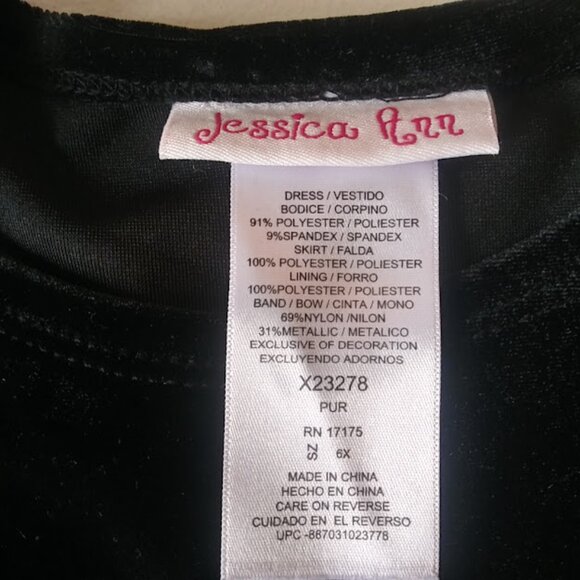 Jessica Ann
DRESS / VESTIDO
BODICE / CORPINO
91% POLYESTER / POLIESTER
9%SPANDEX / SPANDEX
SKIRT / FALDA
100% POLYESTER / POLIESTER
LINING / FORRO
100%POLYESTER / POLIESTER
BAND / BOW / CINTA / MONO
69%NYLON /NILON
31%METALLIC / METALICO
EXCLUSIVE OF DECORATION
EXCLUYENDO ADORNOS
X23278
PUR
RN 17175
SZ 6X
MADE IN CHINA
HECHO EN CHINA
CARE ON REVERSE
CUIDADO EN EL REVERSO
UPC -887031023778